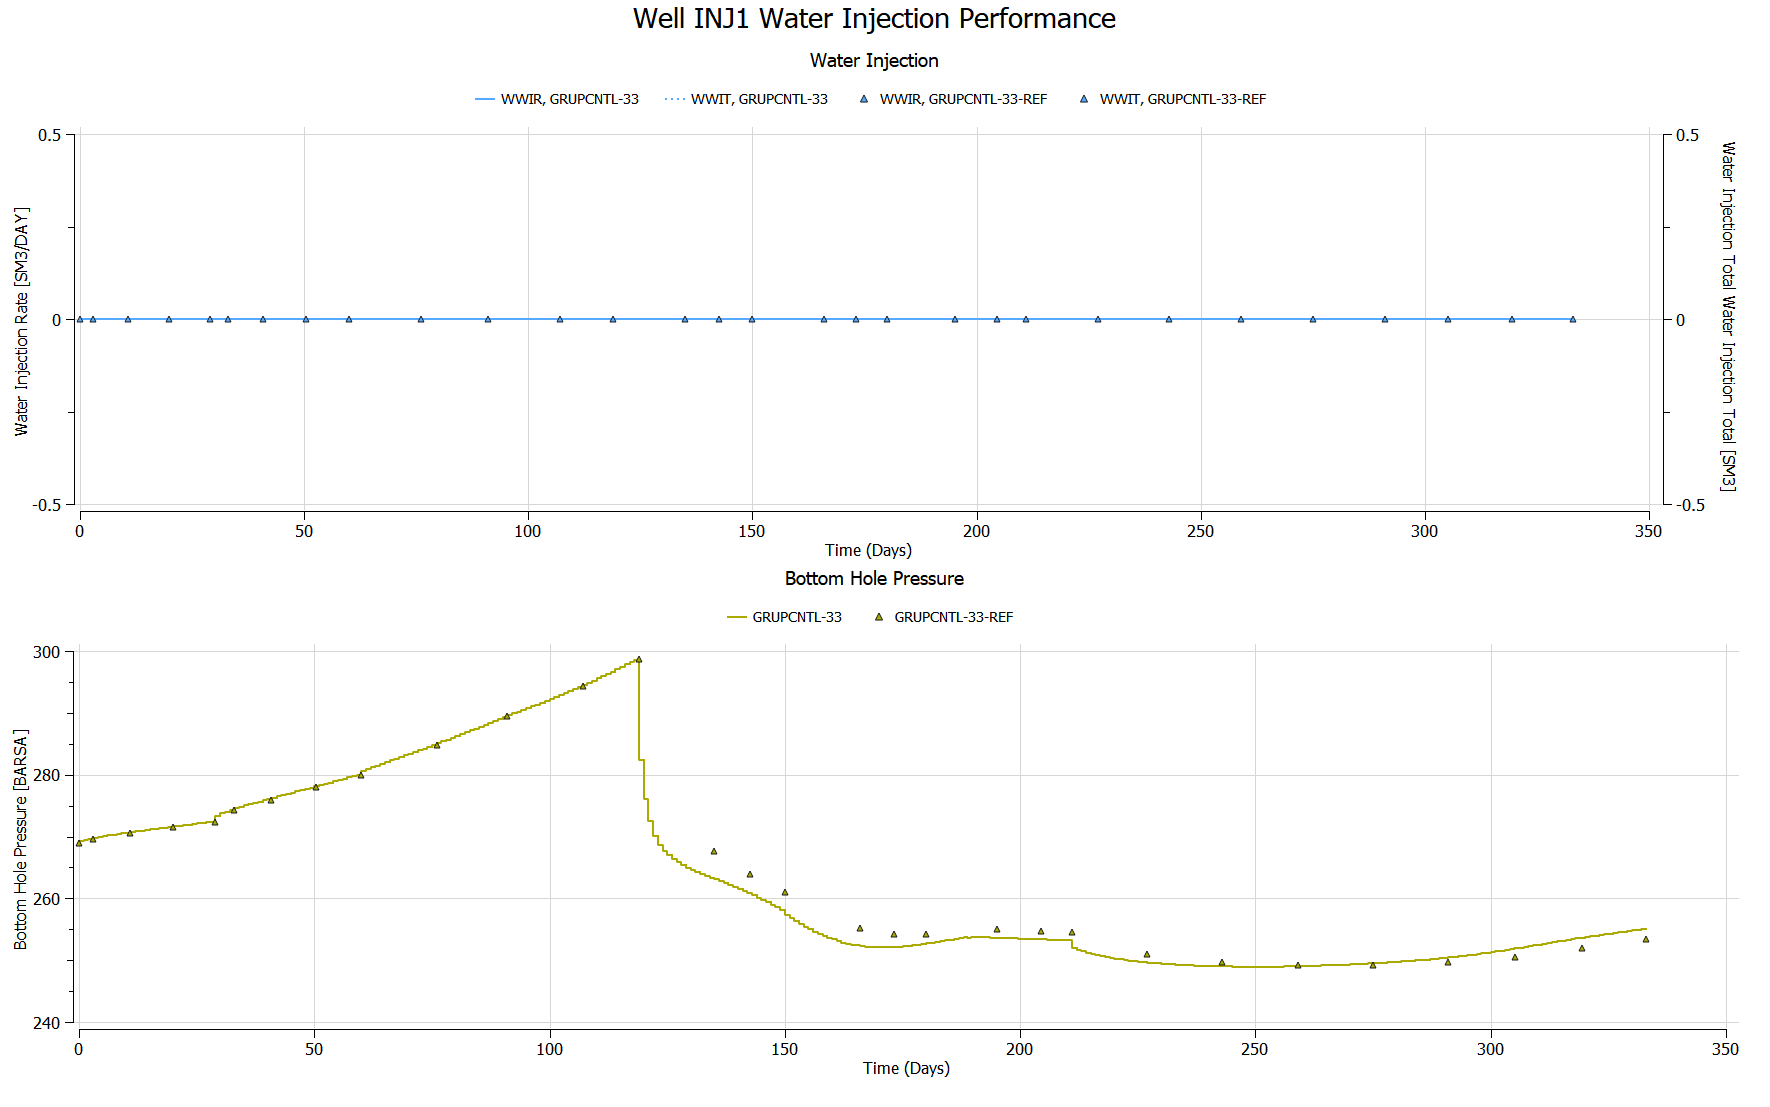 Well INJ1 Water Injection Performance
Water Injection
WWIR, GRUPCNTL-33 WWIT, GRUPCNTL-33 WWIR, GRUPCNTL-33-REF WWIT, GRUPCNTL-33-REF
Water Injection Rate [SM3/DAY]
0.5
0
-0.5
0.5
0
-0.5
Water Injection Total Water Injection Total [SM3]
0 50 100 150 200 250 300 350
Time (Days)
Bottom Hole Pressure
GRUPCNTL-33 GRUPCNTL-33-REF
Bottom Hole Pressure [BARSA]
300
280
260
240
0 50 100 150 200 250 300 350
Time (Days)